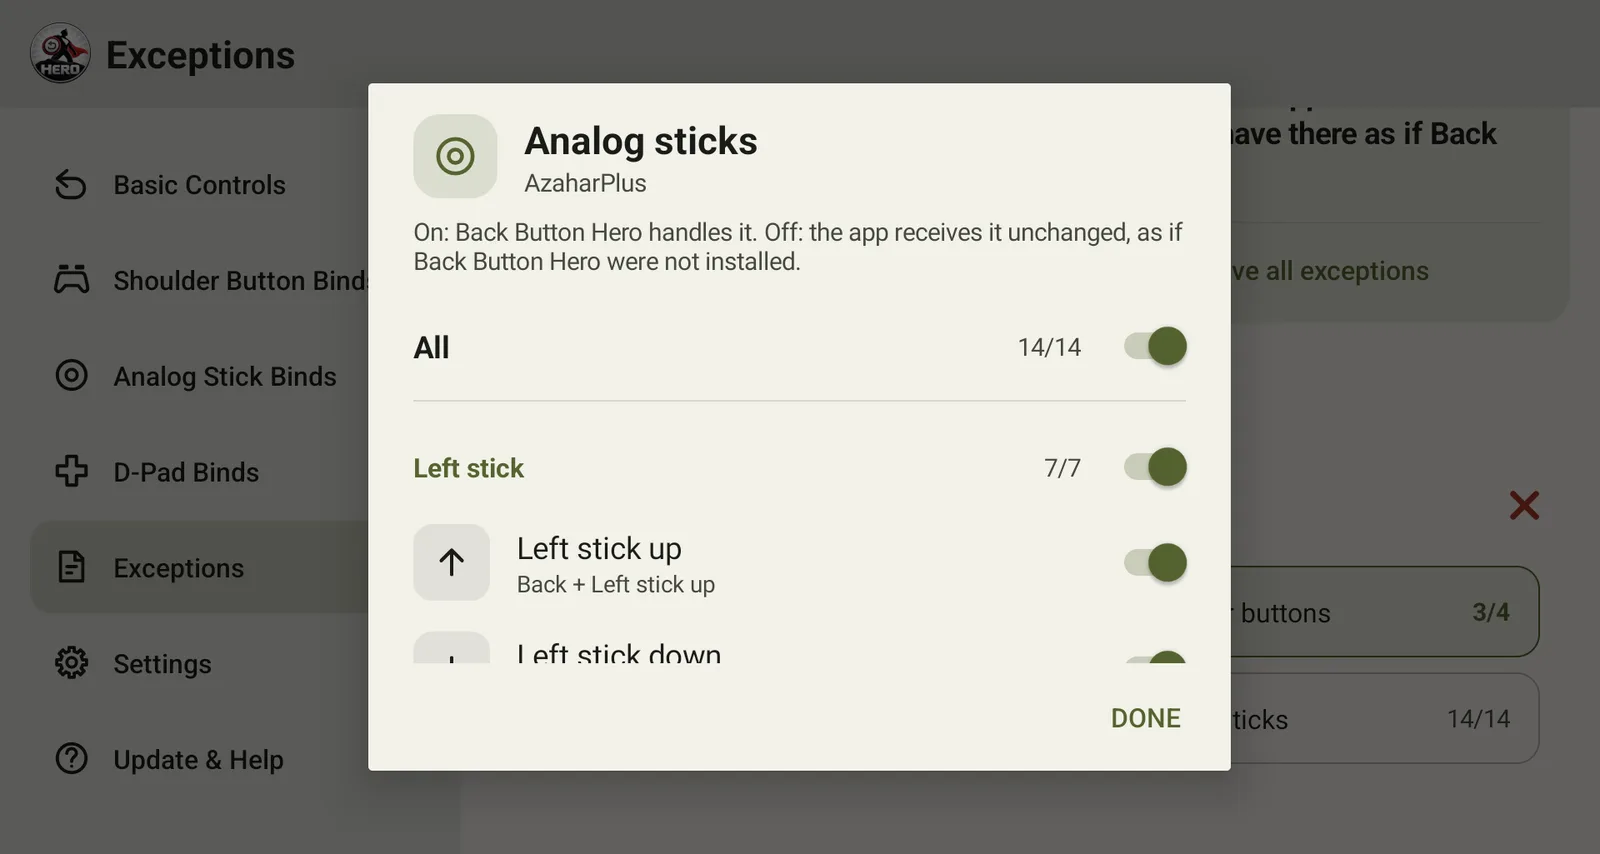 HERO
Exceptions
have there as if Back
Basic Controls
Shoulder Button Binds
Analog Stick Binds
D-Pad Binds
Exceptions
Settings
Update & Help
ve all exceptions
buttons
3/4
ticks
14/14
Analog sticks
AzaharPlus
On: Back Button Hero handles it. Off: the app receives it unchanged, as if
Back Button Hero were not installed.
All
14/14
Left stick
7/7
Left stick up
Back + Left stick up
Left stick down
DONE